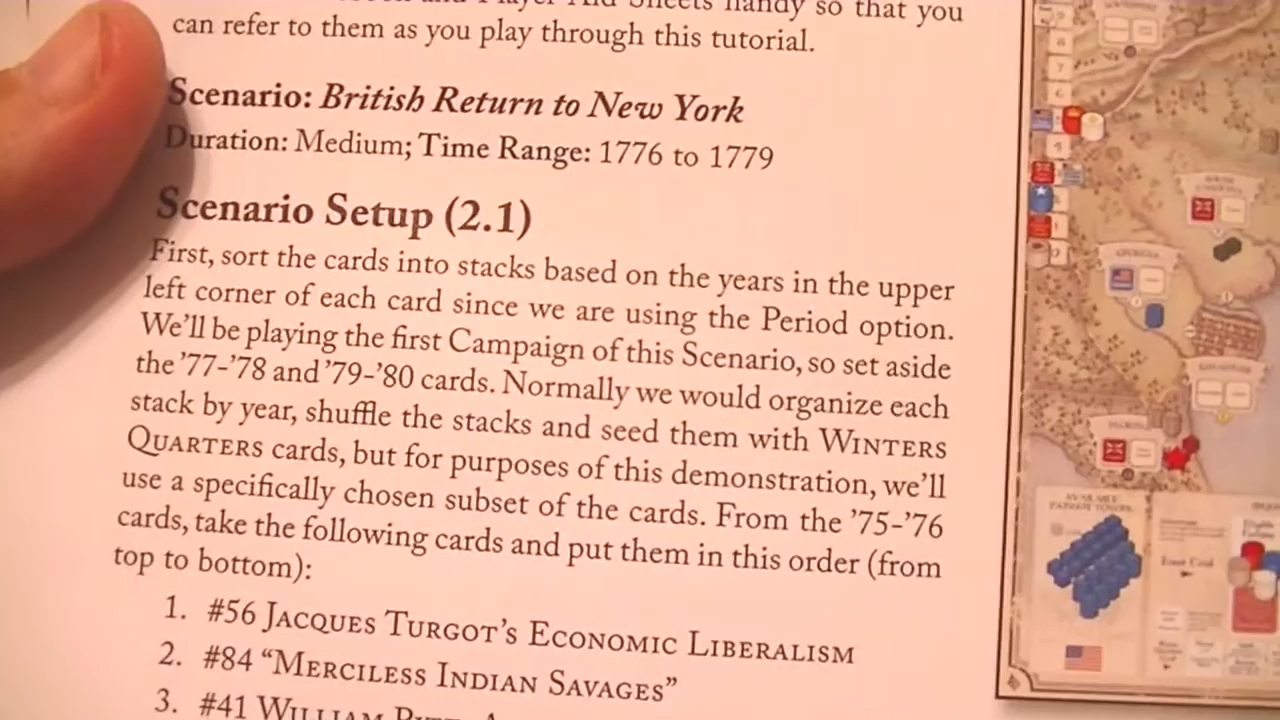 can refer to them as you play through this tutorial.
Scenario: British Return to New York
Duration: Medium; Time Range: 1776 to 1779
Scenario Setup (2.1)
First, sort the cards into stacks based on the years in the upper
left corner of each card since we are using the Period option.
We'll be playing the first Campaign of this Scenario, so set aside
the '77-'78 and '79-'80 cards. Normally we would organize each
stack by year, shuffle the stacks and seed them with WINTERS
QUARTERS cards, but for purposes of this demonstration, we'll
use a specifically chosen subset of the cards. From the '75-'76
cards, take the following cards and put them in this order (from
top to bottom):
1. #56 JACQUES TURGOT'S ECONOMIC LIBERALISM
2. #84 “MERCILESS INDIAN SAVAGES”
3. #41 WILLIAM